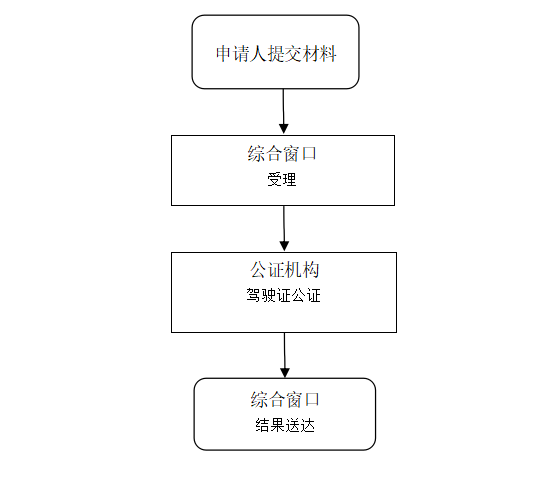 申请人提交材料
综合窗口
受理
公证机构
驾驶证公证
综合窗口
结果送达